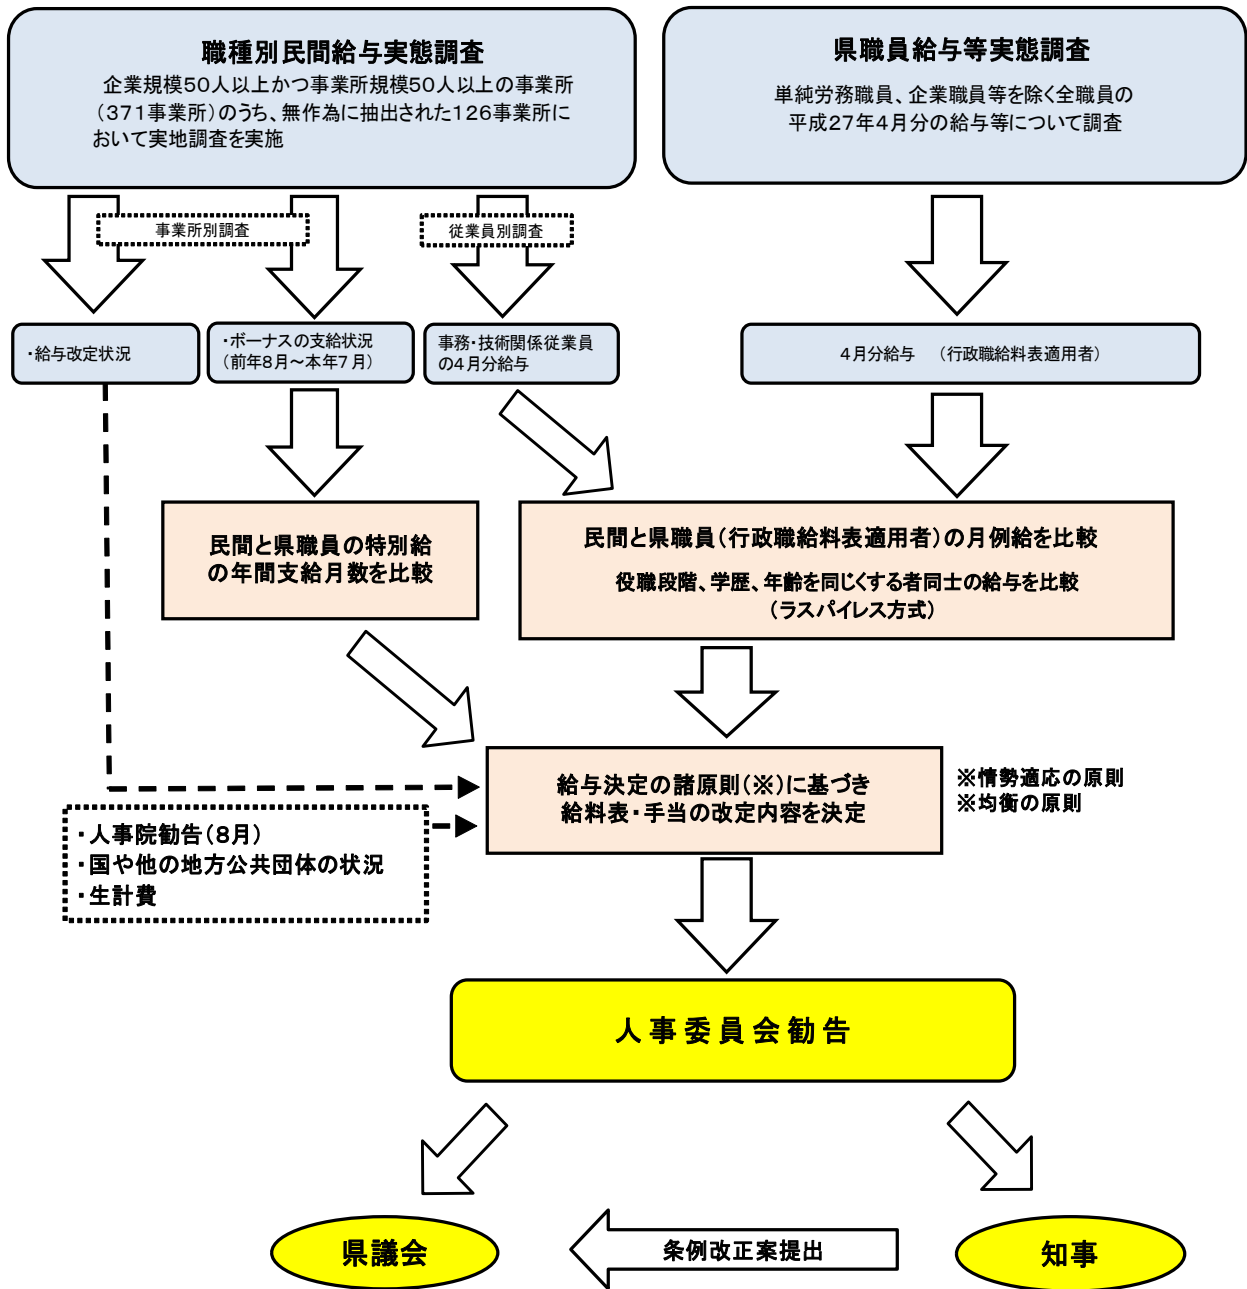 職種別民間給与実態調査
企業規模50人以上かつ事業所規模50人以上の事業所
（371事業所）のうち、無作為に抽出された126事業所に
おいて実地調査を実施
県職員給与等実態調査
単純労務職員、企業職員等を除く全職員の
平成27年4月分の給与等について調査
事業所別調査
従業員別調査
・給与改定状況
・ボーナスの支給状況
（前年8月～本年7月）
事務・技術関係従業員
の4月分給与
4月分給与　（行政職給料表適用者）
民間と県職員の特別給
の年間支給月数を比較
民間と県職員（行政職給料表適用者）の月例給を比較
役職段階、学歴、年齢を同じくする者同士の給与を比較
（ラスパイレス方式）
給与決定の諸原則（※）に基づき
給料表・手当の改定内容を決定
※情勢適応の原則
※均衡の原則
・人事院勧告（8月）
・国や他の地方公共団体の状況
・生計費
人事委員会勧告
県議会
条例改正案提出
知事